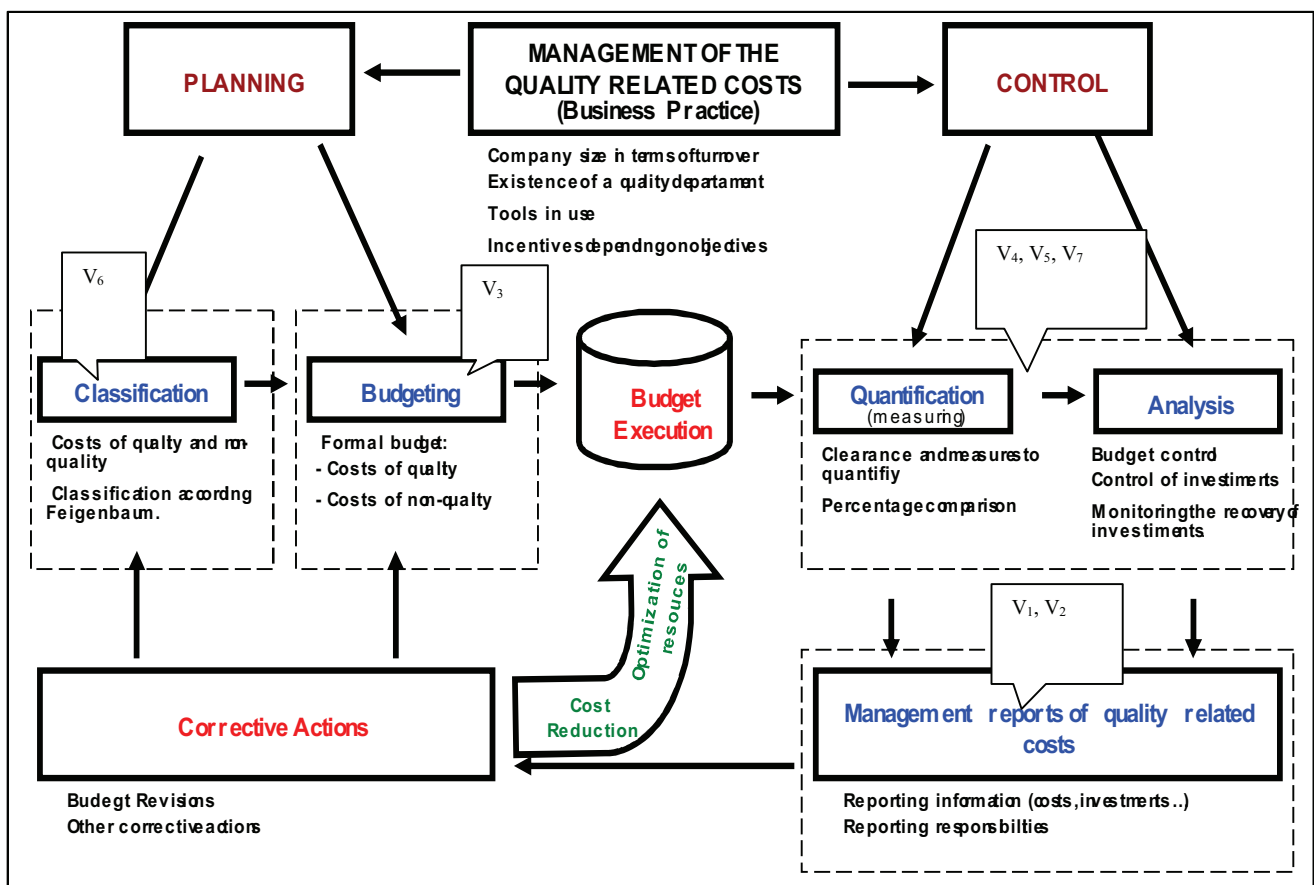 PLANNING
MANAGEMENT OF THE
QUALITY RELATED COSTS
(Business Practice)
CONTROL
Company size in terms of turnover
Existence of a quality departament
Tools in use
Incentives depending on objectives
V6
V3
V4, V5, V7
Classification
Budgeting
Budget
Execution
Quantification
(measuring)
Analysis
Costs of qualty and non-
quality
Classification according
Feigenbaum.
Formal budget:
- Costs of qualty
- Costs of non-qualty
Clearance and measures to
quantifiy
Percentage comparison
Budget control
Control of investiments
Monitoring the recovery of
investiments.
Optimization of
resouces
Cost
Reduction
V1, V2
Corrective Actions
Management reports of quality related
costs
Budegt Revisions
Other corrective actions
Reporting information (costs, investments...)
Reporting responsbilties